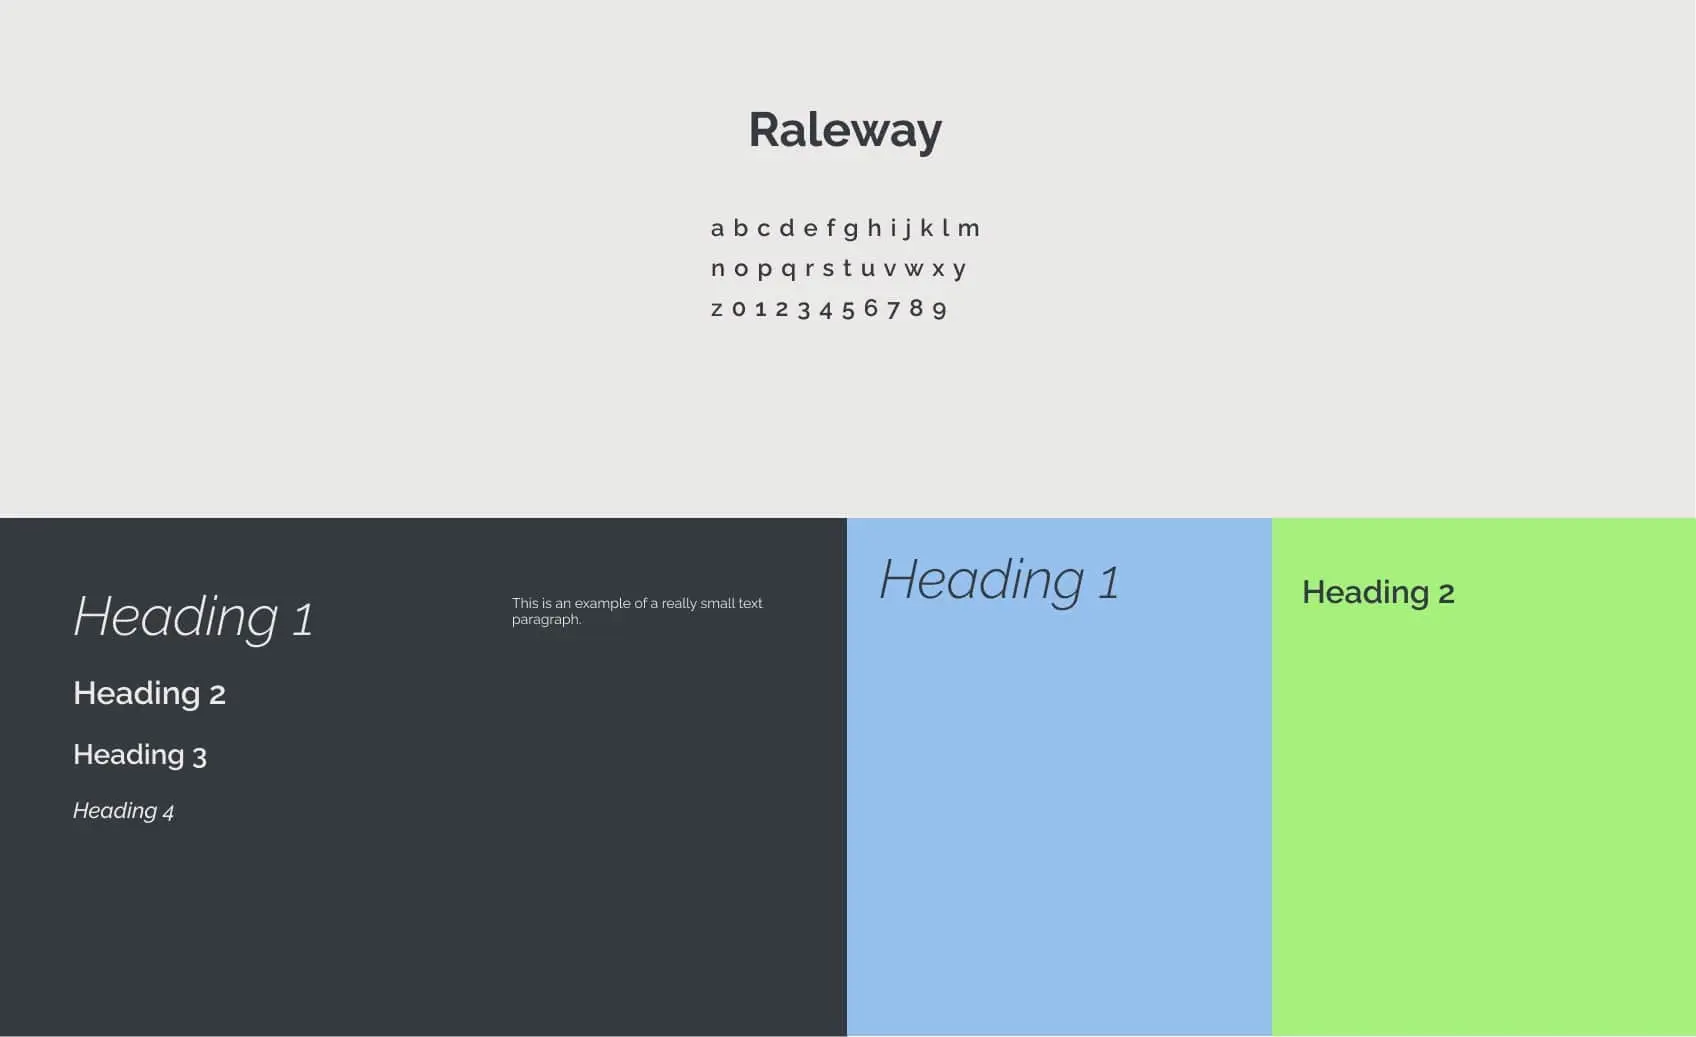 Raleway
a b c d e f g h i j k l m
n o p q r s t u v w x y
z 0 1 2 3 4 5 6 7 8 9
Heading 1
Heading 2
Heading 3
Heading 4
This is an example of a really small text
paragraph.
Heading 1
Heading 2